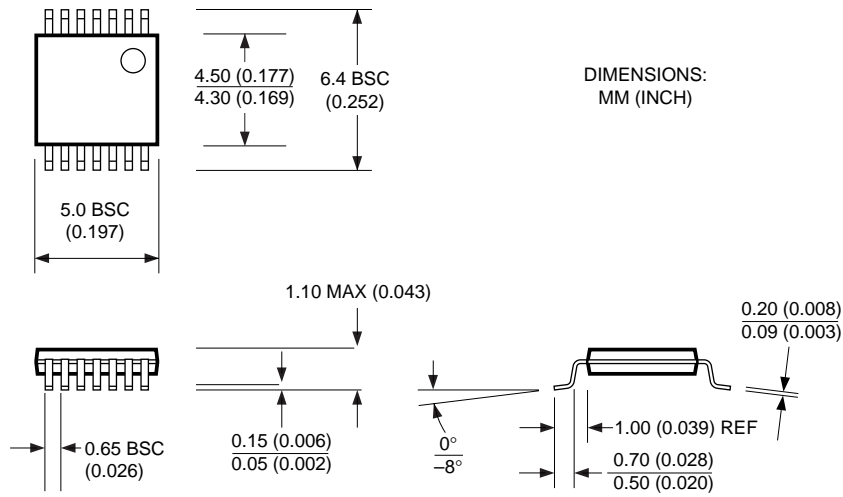 4.50 (0.177)
4.30 (0.169)
6.4 BSC
(0.252)
DIMENSIONS:
MM (INCH)
5.0 BSC
(0.197)
1.10 MAX (0.043)
0.20 (0.008)
0.09 (0.003)
0.65 BSC
(0.026)
0.15 (0.006)
0.05 (0.002)
0°
–8°
1.00 (0.039) REF
0.70 (0.028)
0.50 (0.020)